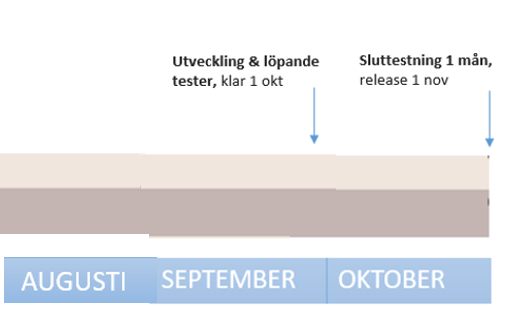 Utveckling & löpande
tester, klar 1 okt
Sluttestning 1 mån,
release 1 nov
AUGUSTI
SEPTEMBER
OKTOBER